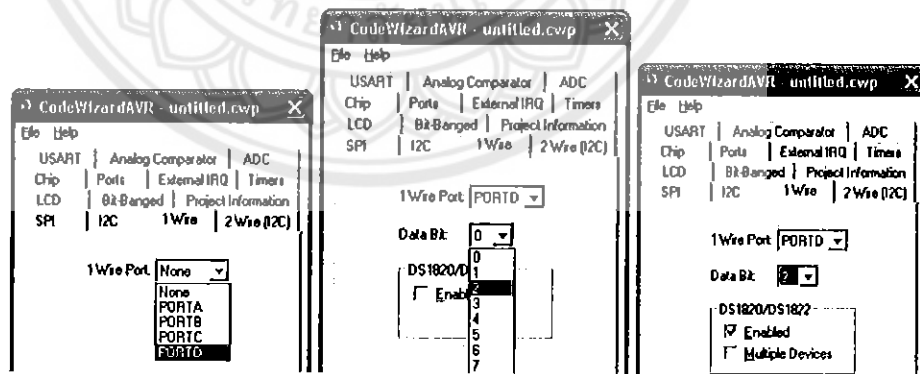 CodeWizardAVR - untitled.cwp
File Help
USART Analog Comparator ADC
Chip Ports External IRQ Timers
LCD Bit-Banged Project Information
SPI I2C 1 Wire 2 Wire (I2C)
1 Wire Port: None
None
PORTA
PORTB
PORTC
PORTD
CodeWizardAVR - untitled.cwp
File Help
USART Analog Comparator ADC
Chip Ports External IRQ Timers
LCD Bit-Banged Project Information
SPI I2C 1 Wire 2 Wire (I2C)
1 Wire Port: PORTD
Data Bit: 0
0
1
2
3
4
5
6
7
DS1820/D
Enabl
CodeWizardAVR - untitled.cwp
File Help
USART Analog Comparator ADC
Chip Ports External IRQ Timers
LCD Bit-Banged Project Information
SPI I2C 1 Wire 2 Wire (I2C)
1 Wire Port: PORTD
Data Bit: 2
DS1820/DS1822
Enabled
Multiple Devices